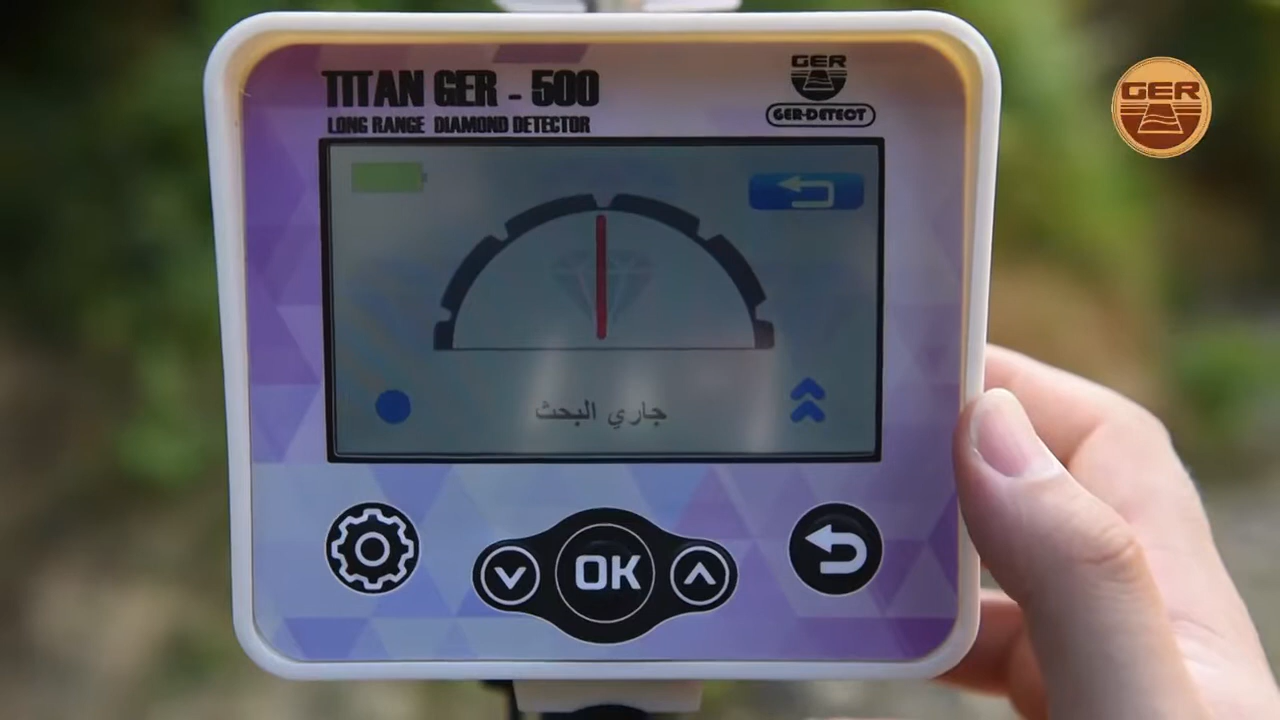 TITAN GER - 500
LONG RANGE DIAMOND DETECTOR
GER
GER-DETECT
GER
جاري البحث
OK